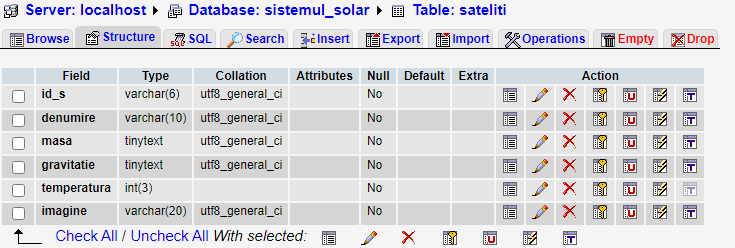 Server: localhost Database: sistemul_solar Table: sateliti
Browse Structure SQL Search Insert Export Import Operations Empty Drop
Field Type Collation Attributes Null Default Extra Action
id_s varchar(6) utf8_general_ci No
denumire varchar(10) utf8_general_ci No
masa tinytext utf8_general_ci No
gravitatie tinytext utf8_general_ci No
temperatura int(3) No
imagine varchar(20) utf8_general_ci No
Check All / Uncheck All With selected: